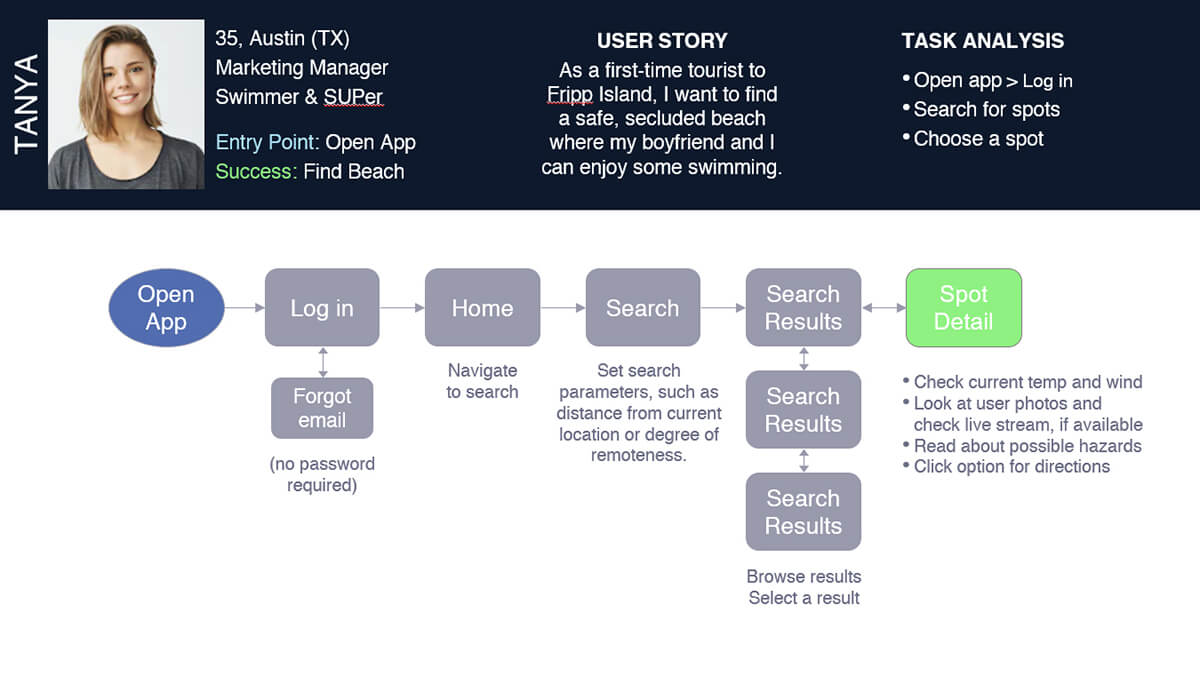 TANYA
35, Austin (TX)
Marketing Manager
Swimmer & SUPer
Entry Point: Open App
Success: Find Beach
USER STORY
As a first-time tourist to
Fripp Island, I want to find
a safe, secluded beach
where my boyfriend and I
can enjoy some swimming.
TASK ANALYSIS
• Open app > Log in
• Search for spots
• Choose a spot
Open
App
Log in
Forgot
email
(no password
required)
Home
Navigate
to search
Search
Set search
parameters, such as
distance from current
location or degree of
remoteness.
Search
Results
Search
Results
Search
Results
Browse results
Select a result
Spot
Detail
• Check current temp and wind
• Look at user photos and
check live stream, if available
• Read about possible hazards
• Click option for directions